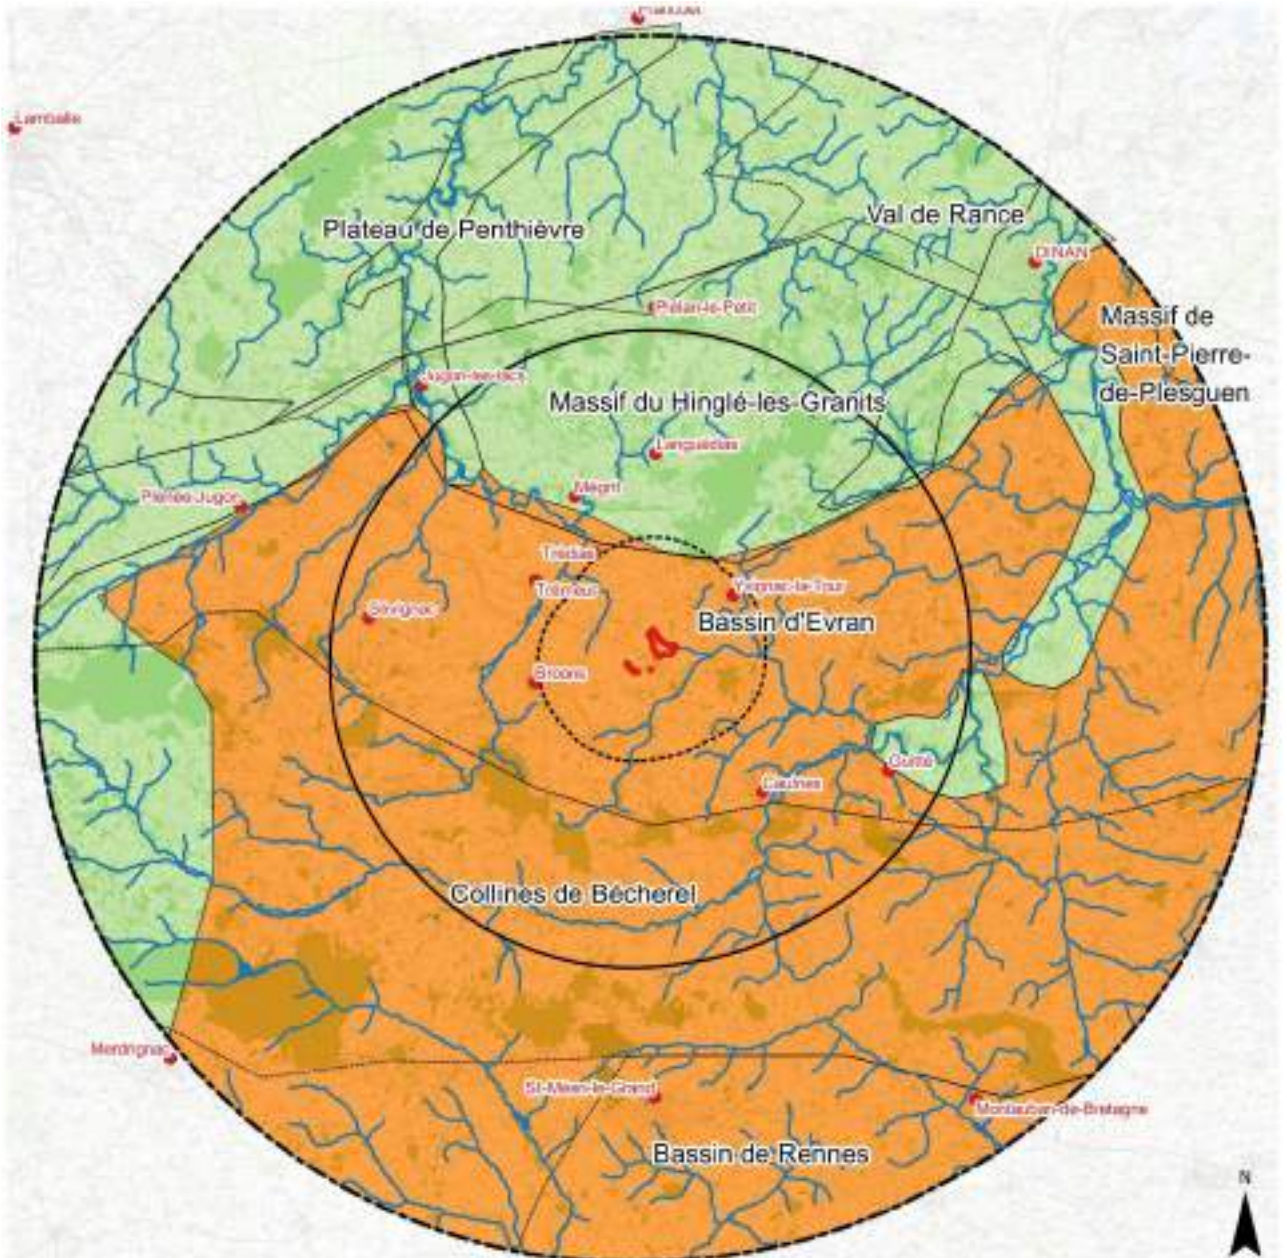 Lamballe
Plateau de Penthièvre
Val de Rance
DINAN
Plélan-le-Petit
Massif de
Saint-Pierre-
de-Plesguen
Jugon-les-lacs
Massif du Hinglé-les-Granits
Languédias
Mégrit
Plénée-Jugon
Trédias
Trémeur
Yvignac-la-Tour
Sévignac
Bassin d'Evran
Broons
Guitté
Caulnes
Collines de Bécherel
Merdrignac
St-Méen-le-Grand
Montauban-de-Bretagne
Bassin de Rennes
N